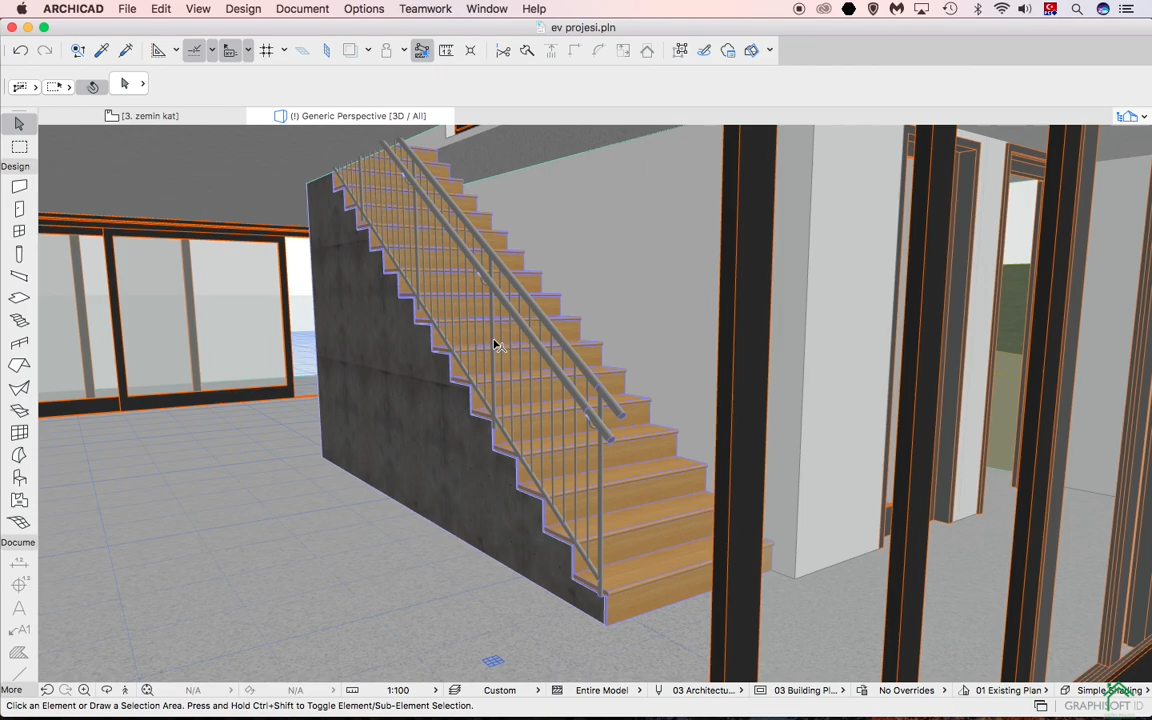 ARCHICAD File Edit View Design Document Options Teamwork Window Help
ev projesi.pln
[3. zemin kat]
(!) Generic Perspective [3D / All]
Design
Docume
More
N/A
N/A
1:100
Custom
Entire Model
03 Architectu...
03 Building Pl...
No Overrides
01 Existing Plan
Simple Shading
Click an Element or Draw a Selection Area. Press and Hold Ctrl+Shift to Toggle Element/Sub-Element Selection.
GRAPHISOFT ID